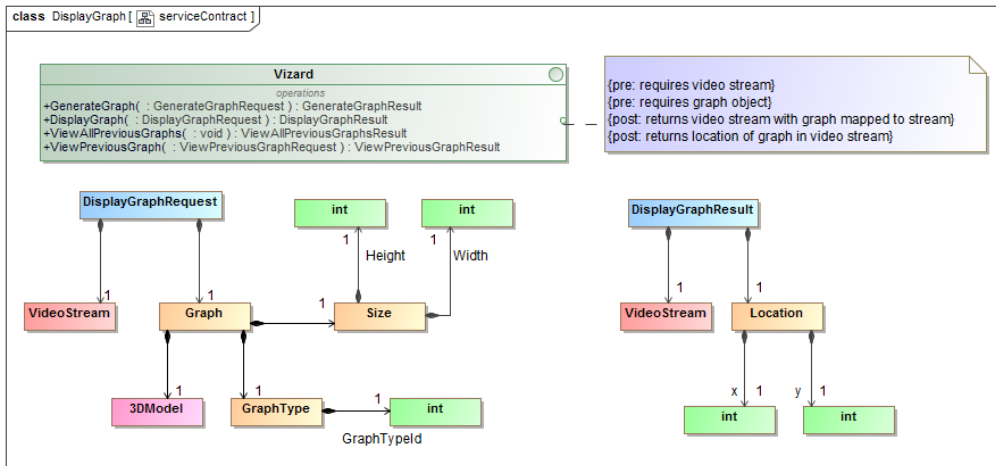 class DisplayGraph [ serviceContract ]
Vizard
operations
+GenerateGraph( : GenerateGraphRequest ) : GenerateGraphResult
+DisplayGraph( : DisplayGraphRequest ) : DisplayGraphResult
+ViewAllPreviousGraphs( : void ) : ViewAllPreviousGraphsResult
+ViewPreviousGraph( : ViewPreviousGraphRequest ) : ViewPreviousGraphResult
{pre: requires video stream}
{pre: requires graph object}
{post: returns video stream with graph mapped to stream}
{post: returns location of graph in video stream}
DisplayGraphRequest
int
int
DisplayGraphResult
1
1
Height
Width
1
1
1
1
1
VideoStream
Graph
Size
VideoStream
Location
1
1
1
x
1
y
1
3DModel
GraphType
int
int
int
GraphTypeId